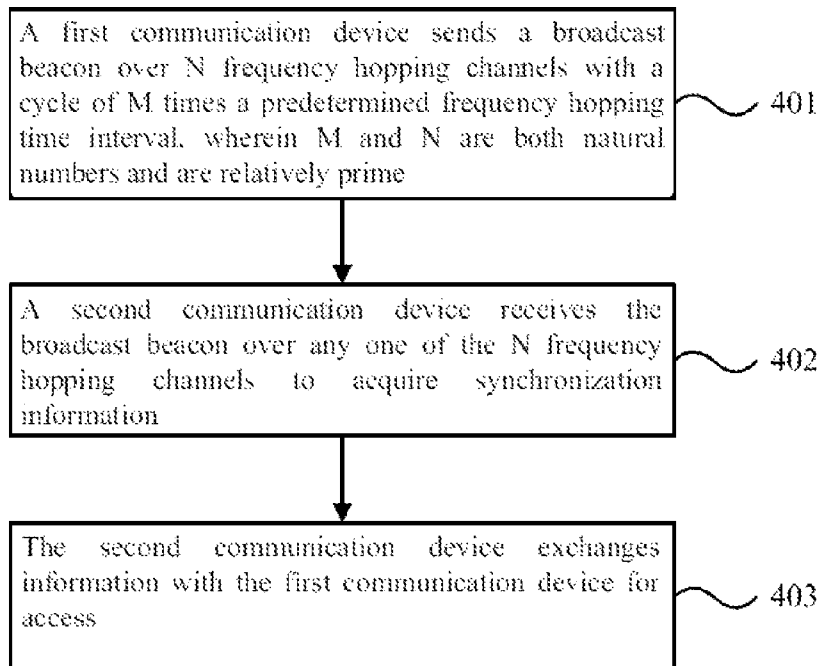 A first communication device sends a broadcast
beacon over N frequency hopping channels with a
cycle of M times a predetermined frequency hopping
time interval, wherein M and N are both natural
numbers and are relatively prime
401
A second communication device receives the
broadcast beacon over any one of the N frequency
hopping channels to acquire synchronization
information
402
The second communication device exchanges
information with the first communication device for
access
403